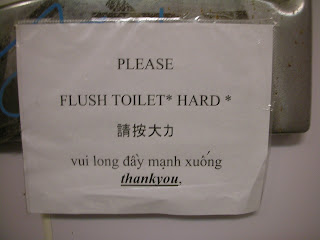 PLEASE
FLUSH TOILET* HARD *
請按大力
vui long đẩy mạnh xuống
thankyou,